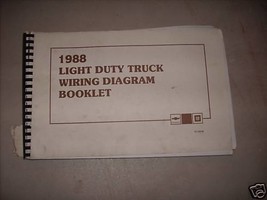 1988
LIGHT DUTY TRUCK
WIRING DIAGRAM
BOOKLET